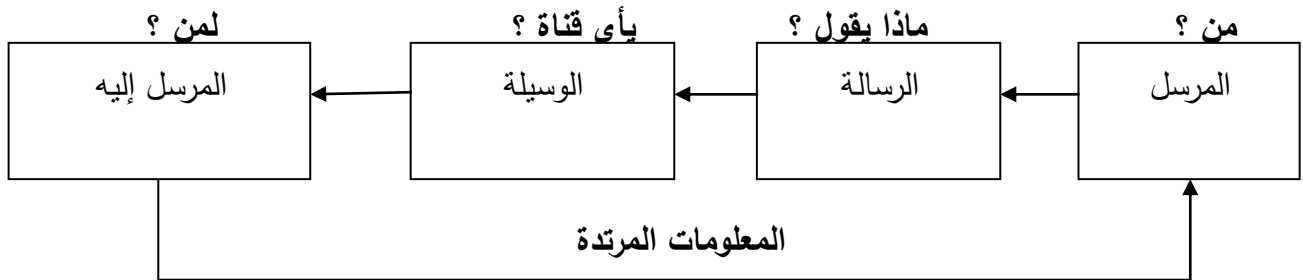 من ؟
ماذا يقول ؟
بأي قناة ؟
لمن ؟
المرسل
الرسالة
الوسيلة
المرسل إليه
المعلومات المرتدة